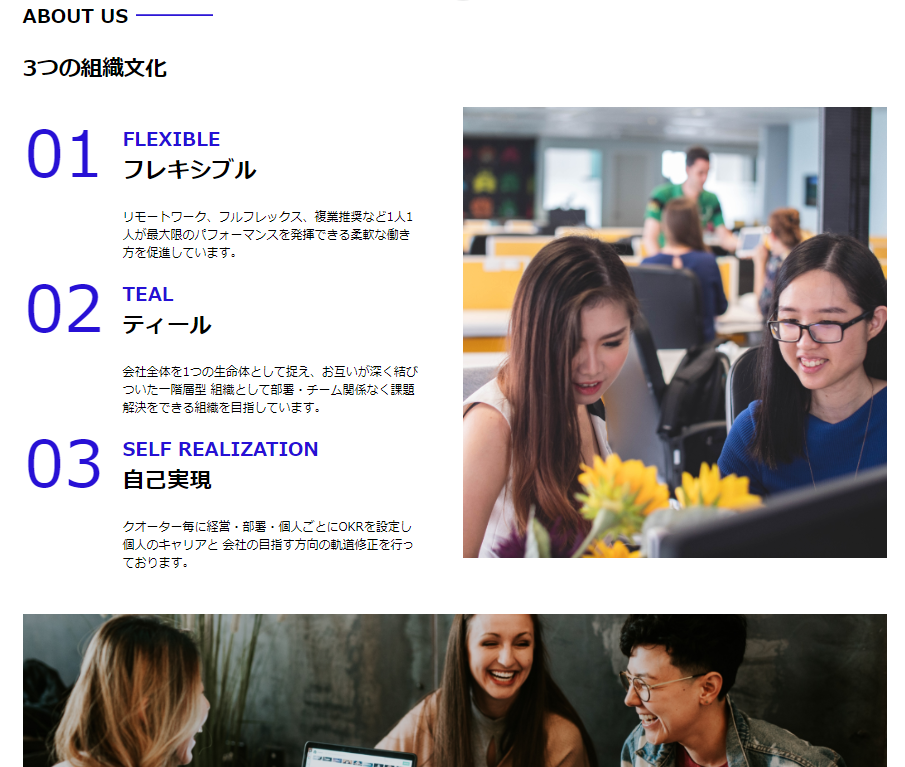 ABOUT US
3つの組織文化
01
FLEXIBLE
フレキシブル
リモートワーク、フルフレックス、複業推奨など1人1
人が最大限のパフォーマンスを発揮できる柔軟な働き
方を促進しています。
02
TEAL
ティール
会社全体を1つの生命体として捉え、お互いが深く結び
ついた一階層型 組織として部署・チーム関係なく課題
解決をできる組織を目指しています。
03
SELF REALIZATION
自己実現
クオーター毎に経営・部署・個人ごとにOKRを設定し
個人のキャリアと 会社の目指す方向の軌道修正を行っ
ております。